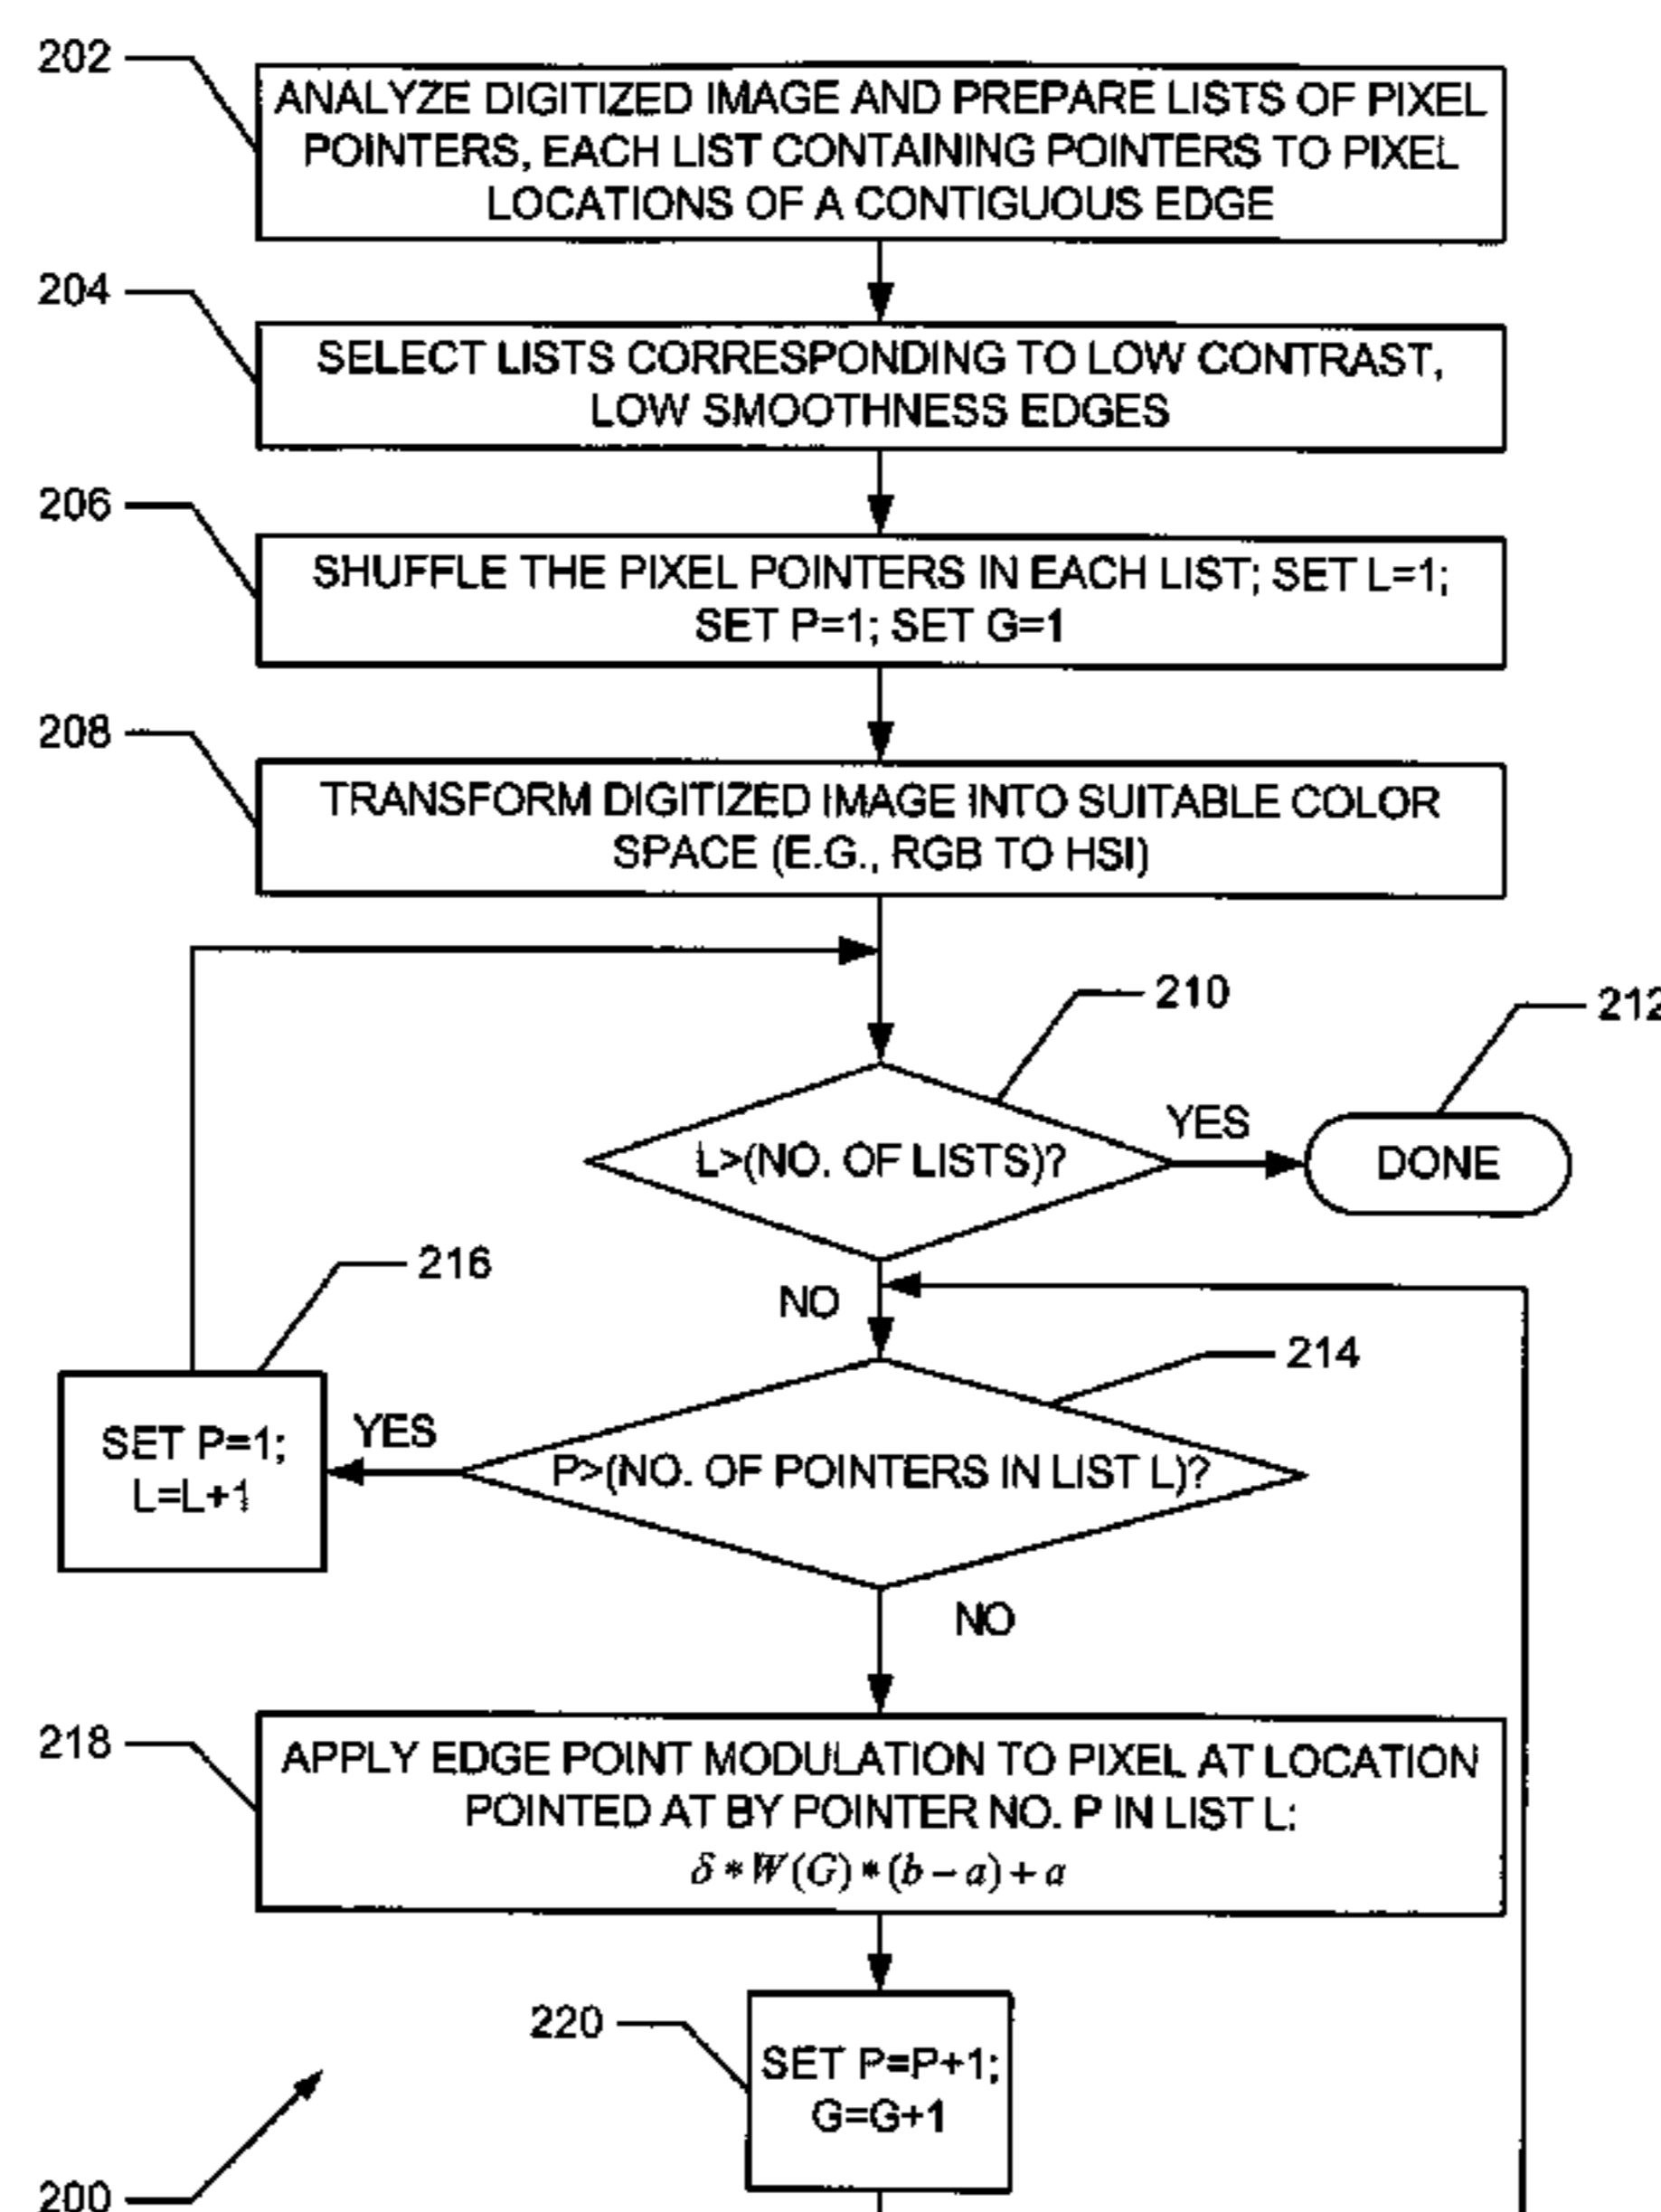 202
ANALYZE DIGITIZED IMAGE AND PREPARE LISTS OF PIXEL
POINTERS, EACH LIST CONTAINING POINTERS TO PIXEL
LOCATIONS OF A CONTIGUOUS EDGE
204
SELECT LISTS CORRESPONDING TO LOW CONTRAST,
LOW SMOOTHNESS EDGES
206
SHUFFLE THE PIXEL POINTERS IN EACH LIST; SET L=1;
SET P=1; SET G=1
208
TRANSFORM DIGITIZED IMAGE INTO SUITABLE COLOR
SPACE (E.G., RGB TO HSI)
210
212
L>(NO. OF LISTS)?
YES
DONE
NO
216
214
SET P=1;
L=L+1
YES
P>(NO. OF POINTERS IN LIST L)?
NO
218
APPLY EDGE POINT MODULATION TO PIXEL AT LOCATION
POINTED AT BY POINTER NO. P IN LIST L:
δ * W(G) * (b – a) + a
220
SET P=P+1;
G=G+1
200